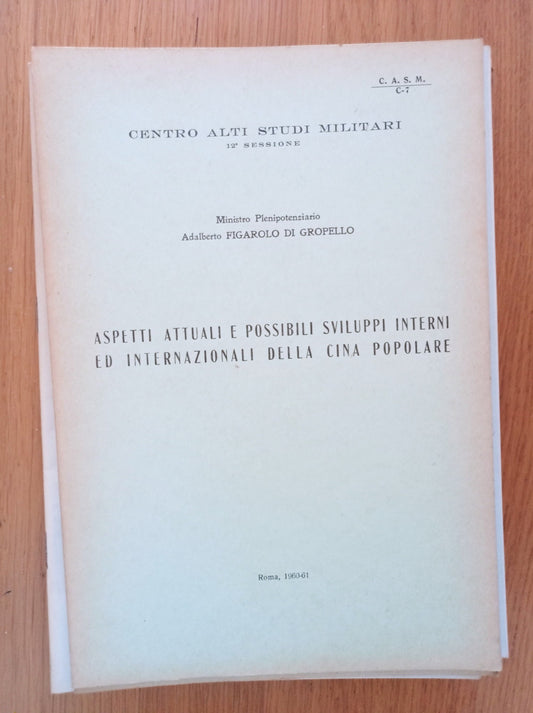 C. A. S. M.
C-7
CENTRO ALTI STUDI MILITARI
12ª SESSIONE
Ministro Plenipotenziario
Adalberto FIGAROLO DI GROPELLO
ASPETTI ATTUALI E POSSIBILI SVILUPPI INTERNI
ED INTERNAZIONALI DELLA CINA POPOLARE
Roma, 1960-61